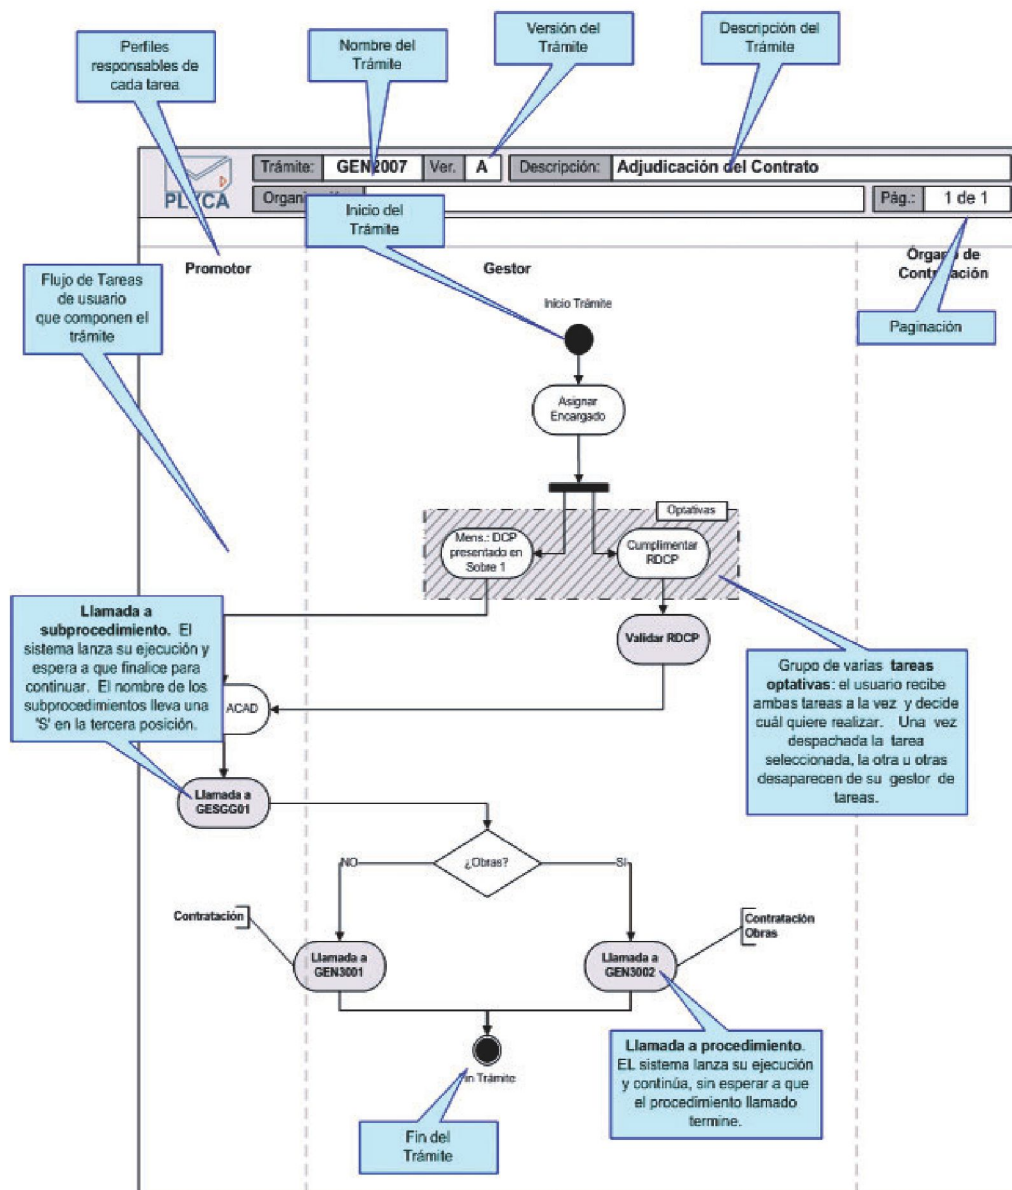 Perfiles
responsables de
cada tarea
Nombre del
Trámite
Versión del
Trámite
Descripción del
Trámite
PLYCA
Trámite: GEN2007 Ver. A Descripción: Adjudicación del Contrato
Pág.: 1 de 1
Inicio del
Trámite
Promotor
Gestor
Órgano de
Contratación
Flujo de Tareas
de usuario
que componen el
trámite
Paginación
Inicio Trámite
Asignar
Encargado
Optativas
Mens.: DCP
presentado en
Sobre 1
Cumplimentar
RDCP
Validar RDCP
Llamada a
subprocedimiento. El
sistema lanza su ejecución y
espera a que finalice para
continuar. El nombre de los
subprocedimientos lleva una
'S' en la tercera posición.
Grupo de varias tareas
optativas: el usuario recibe
ambas tareas a la vez y decide
cuál quiere realizar. Una vez
despachada la tarea
seleccionada, la otra u otras
desaparecen de su gestor de
tareas.
ACAD
Llamada a
GESGG01
¿Obras?
NO
SI
Contratación
Contratación
Obras
Llamada a
GEN3001
Llamada a
GEN3002
Llamada a procedimiento.
EL sistema lanza su ejecución
y continúa, sin esperar a que
el procedimiento llamado
termine.
Trámite
Fin del
Trámite